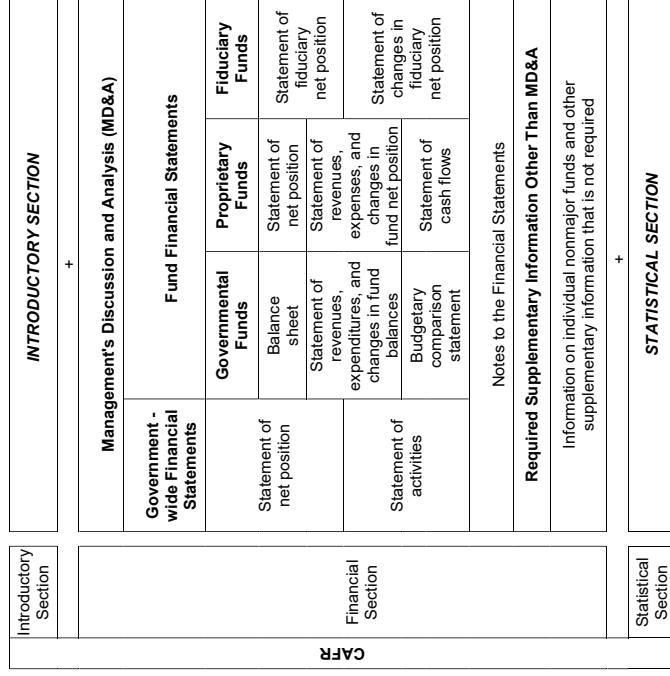 CAFR
Introductory
Section
INTRODUCTORY SECTION
+
Financial
Section
Management's Discussion and Analysis (MD&A)
Government -
wide Financial
Statements
Fund Financial Statements
Governmental
Funds
Proprietary
Funds
Fiduciary
Funds
Statement of
net position
Balance
sheet
Statement of
net position
Statement of
fiduciary
net position
Statement of
revenues,
expenditures, and
changes in fund
balances
Statement of
revenues,
expenses, and
changes in
fund net position
Statement of
activities
Budgetary
comparison
statement
Statement of
cash flows
Statement of
changes in
fiduciary
net position
Notes to the Financial Statements
Required Supplementary Information Other Than MD&A
Information on individual nonmajor funds and other
supplementary information that is not required
+
Statistical
Section
STATISTICAL SECTION